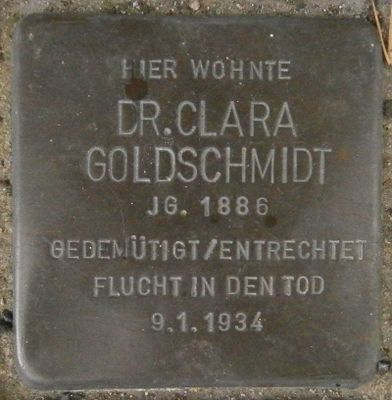 HIER WOHNTE
DR. CLARA
GOLDSCHMIDT
JG. 1886
GEDEMÜTIGT/ENTRECHTET
FLUCHT IN DEN TOD
9.1.1934